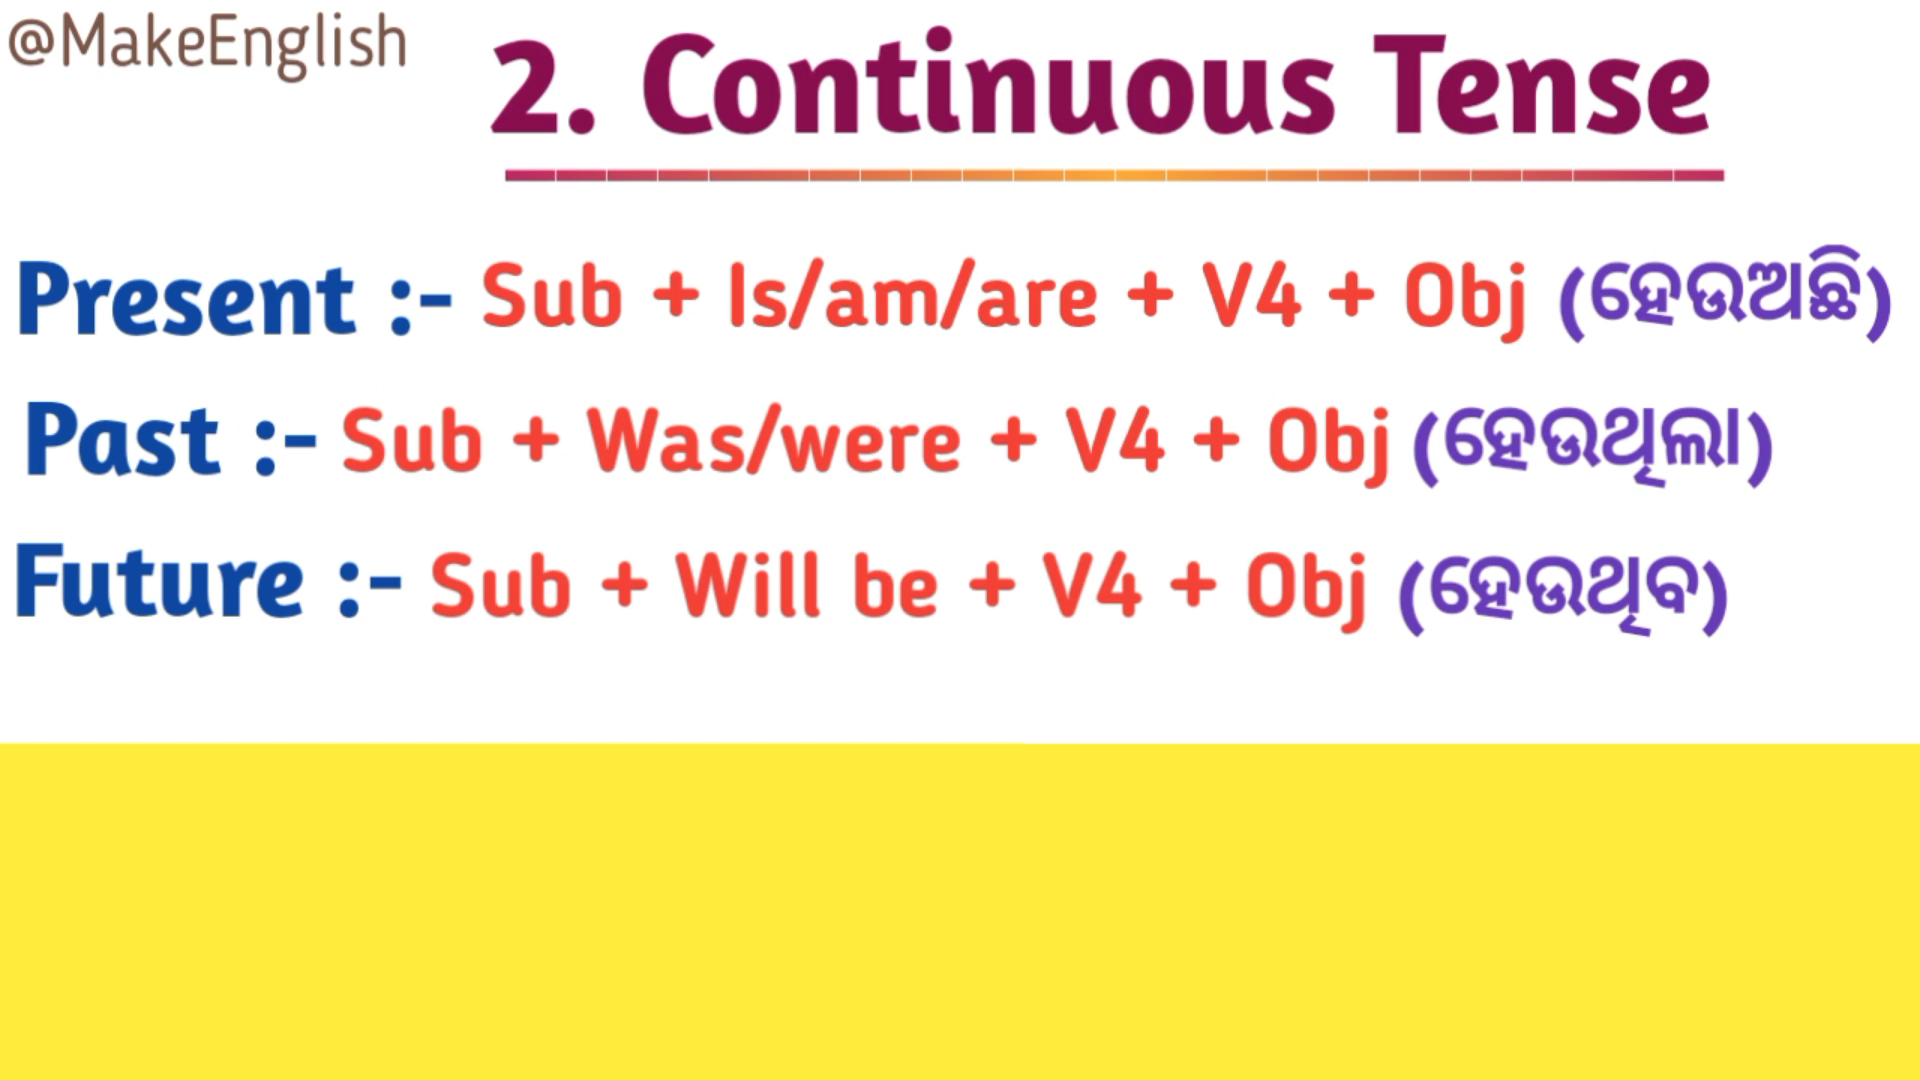 @MakeEnglish
2. Continuous Tense
Present :- Sub + Is/am/are + V4 + Obj (ହେଉଅଛି)
Past :- Sub + Was/were + V4 + Obj (ହେଉଥିଲା)
Future :- Sub + Will be + V4 + Obj (ହେଉଥିବ)